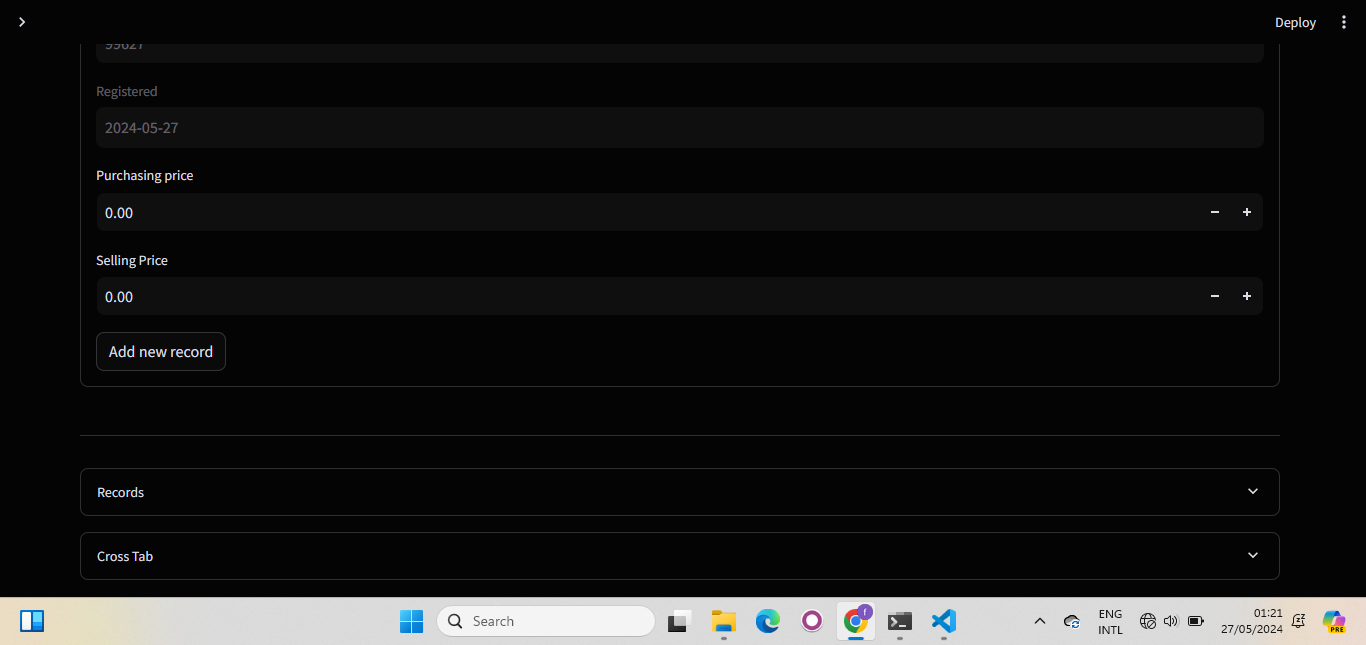 Deploy
99627
Registered
2024-05-27
Purchasing price
0.00
Selling Price
0.00
Add new record
Records
Cross Tab
Search
f
ENG
INTL
01:21
27/05/2024
PRE